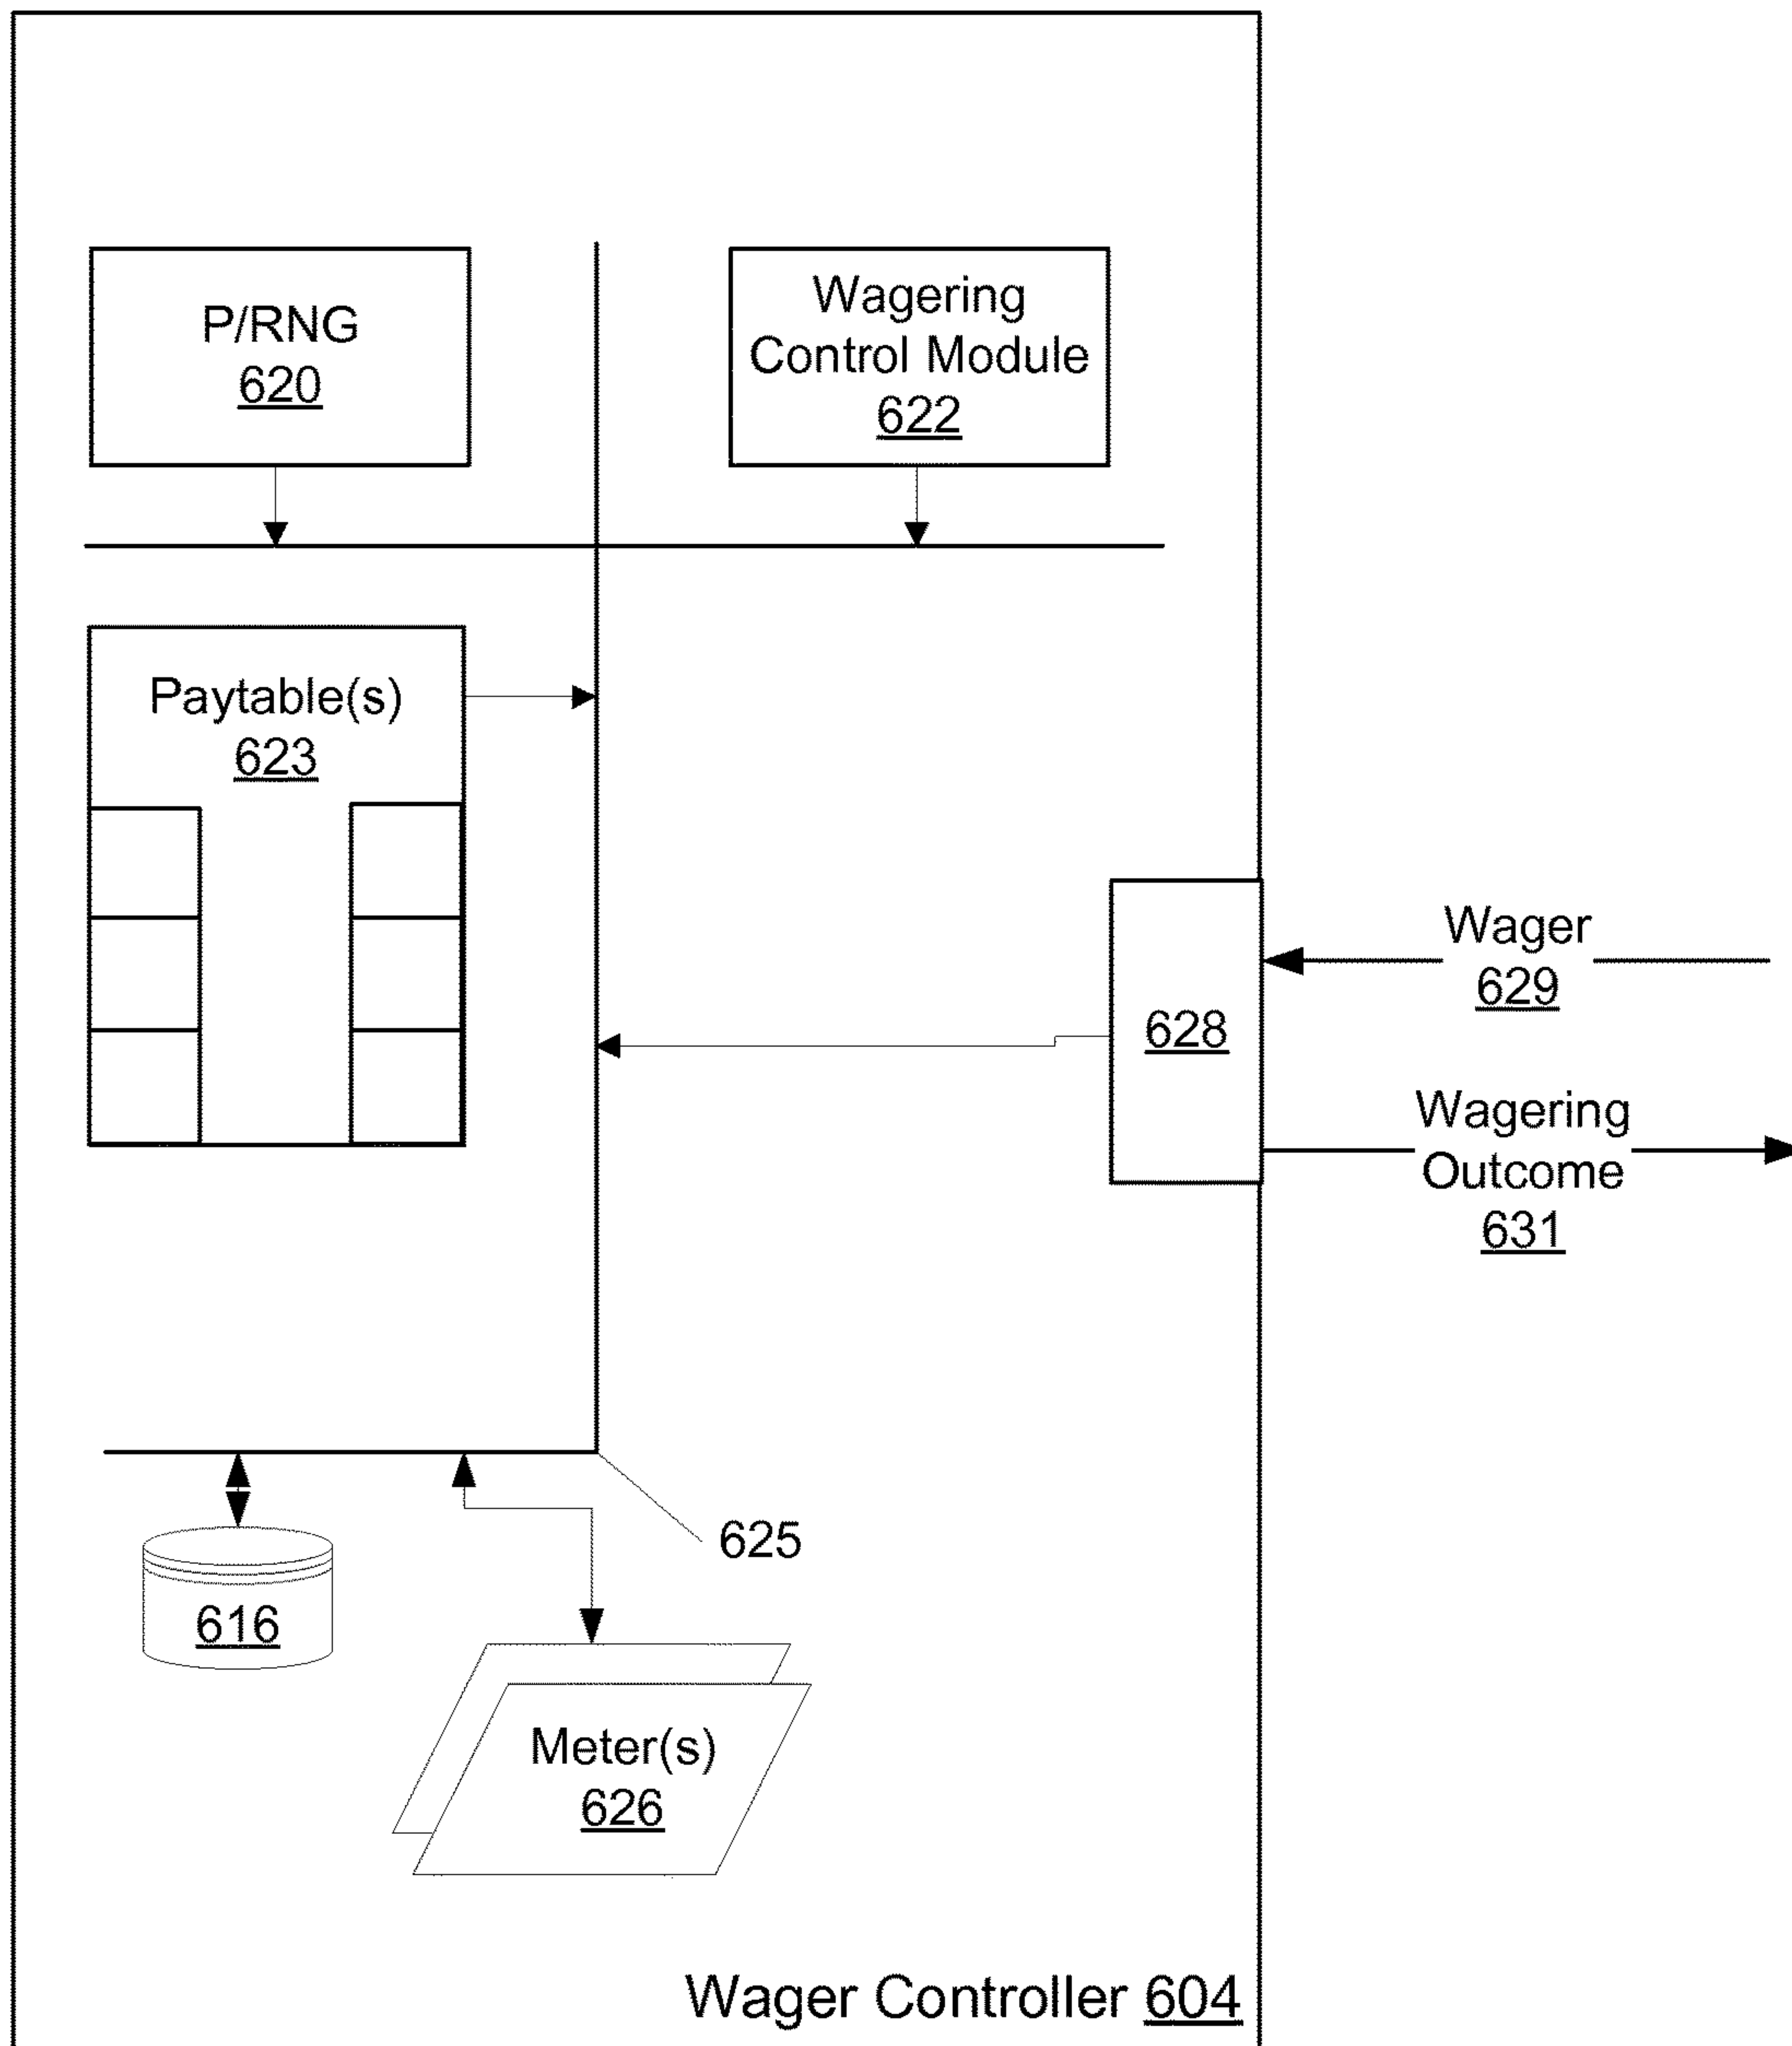 P/RNG
620
Wagering
Control Module
622
Paytable(s)
623
Wager
629
628
Wagering
Outcome
631
625
616
Meter(s)
626
Wager Controller 604